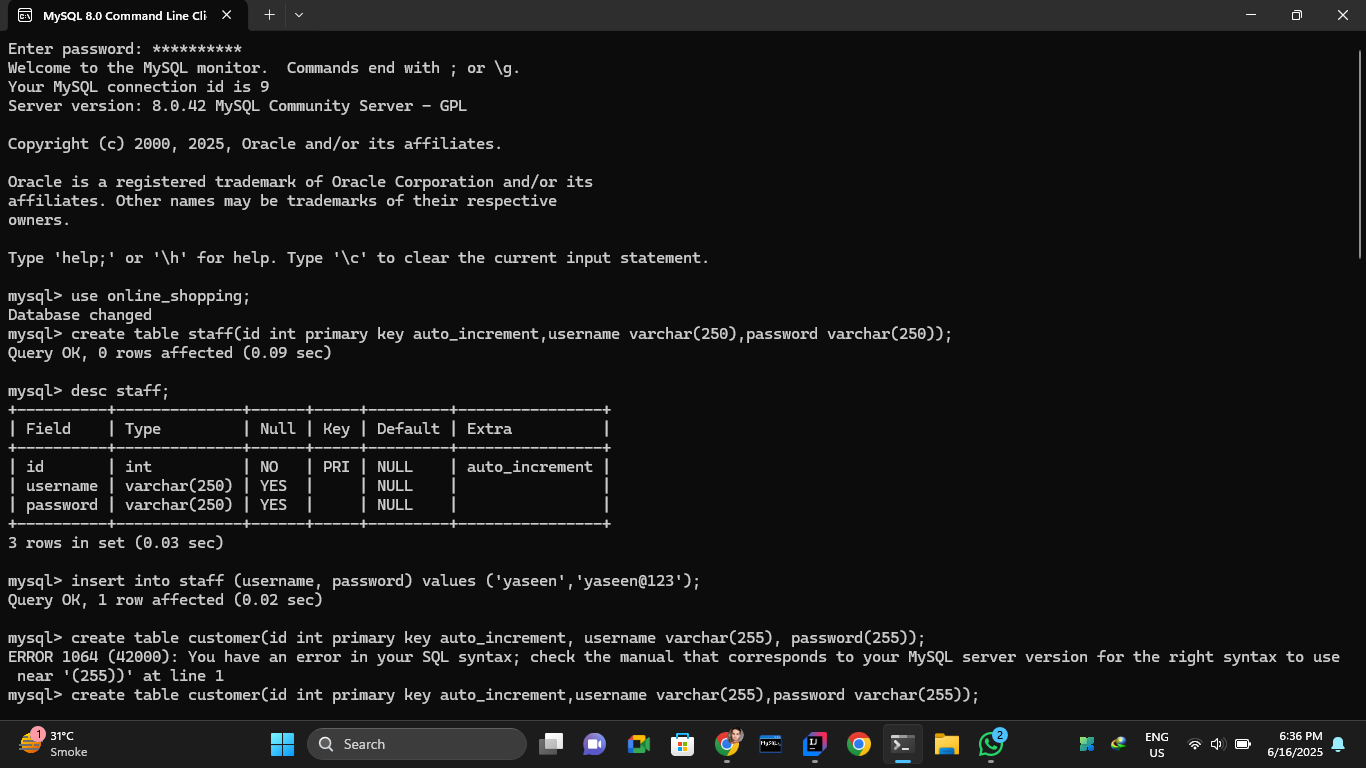 MySQL 8.0 Command Line Cli
Enter password: **********
Welcome to the MySQL monitor.  Commands end with ; or \g.
Your MySQL connection id is 9
Server version: 8.0.42 MySQL Community Server - GPL
Copyright (c) 2000, 2025, Oracle and/or its affiliates.
Oracle is a registered trademark of Oracle Corporation and/or its
affiliates. Other names may be trademarks of their respective
owners.
Type 'help;' or '\h' for help. Type '\c' to clear the current input statement.
mysql> use online_shopping;
Database changed
mysql> create table staff(id int primary key auto_increment,username varchar(250),password varchar(250));
Query OK, 0 rows affected (0.09 sec)
mysql> desc staff;
+----------+--------------+------+-----+---------+----------------+
| Field    | Type         | Null | Key | Default | Extra          |
+----------+--------------+------+-----+---------+----------------+
| id       | int          | NO   | PRI | NULL    | auto_increment |
| username | varchar(250) | YES  |     | NULL    |                |
| password | varchar(250) | YES  |     | NULL    |                |
+----------+--------------+------+-----+---------+----------------+
3 rows in set (0.03 sec)
mysql> insert into staff (username, password) values ('yaseen','yaseen@123');
Query OK, 1 row affected (0.02 sec)
mysql> create table customer(id int primary key auto_increment, username varchar(255), password(255));
ERROR 1064 (42000): You have an error in your SQL syntax; check the manual that corresponds to your MySQL server version for the right syntax to use
 near '(255))' at line 1
mysql> create table customer(id int primary key auto_increment,username varchar(255),password varchar(255));
1
31°C
Smoke
Search
MySQL
IJ
2
ENG
US
6:36 PM
6/16/2025